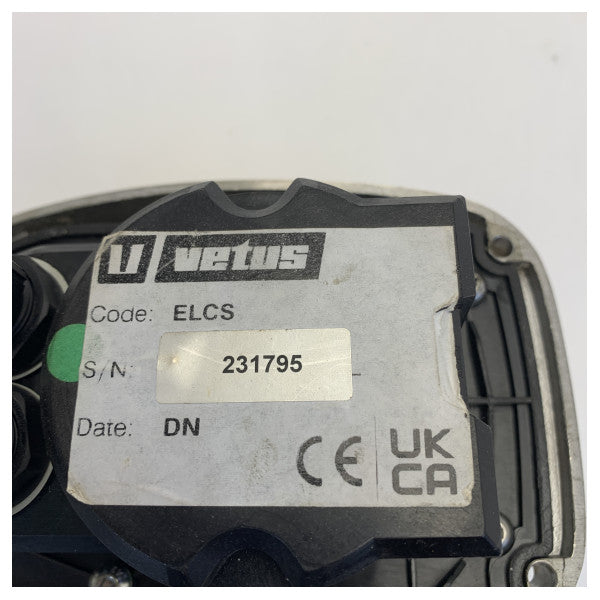 vetus
Code: ELCS
S/N: 231795
Date: DN
CE UK
CA